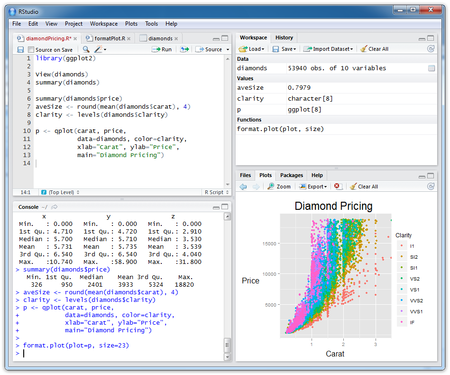 RStudio
File Edit View Project Workspace Plots Tools Help
diamondPricing.R* formatPlot.R diamonds
Source on Save Run Source
1 library(ggplot2)
2
3 View(diamonds)
4 summary(diamonds)
5
6 summary(diamonds$price)
7 aveSize <- round(mean(diamonds$carat), 4)
8 clarity <- levels(diamonds$clarity)
9
10 p <- qplot(carat, price,
11 data=diamonds, color=clarity,
12 xlab="Carat", ylab="Price",
13 main="Diamond Pricing")
14
14:1 (Top Level) R Script
Console ~/
x y z
Min. : 0.000 Min. : 0.000 Min. : 0.000
1st Qu.: 4.710 1st Qu.: 4.720 1st Qu.: 2.910
Median : 5.700 Median : 5.710 Median : 3.530
Mean : 5.731 Mean : 5.735 Mean : 3.539
3rd Qu.: 6.540 3rd Qu.: 6.540 3rd Qu.: 4.040
Max. :10.740 Max. :58.900 Max. :31.800
> summary(diamonds$price)
Min. 1st Qu. Median Mean 3rd Qu. Max.
326 950 2401 3933 5324 18820
> aveSize <- round(mean(diamonds$carat), 4)
> clarity <- levels(diamonds$clarity)
> p <- qplot(carat, price,
+ data=diamonds, color=clarity,
+ xlab="Carat", ylab="Price",
+ main="Diamond Pricing")
>
> format.plot(plot=p, size=23)
>
Workspace History
Load Save Import Dataset Clear All
Data
diamonds 53940 obs. of 10 variables
Values
aveSize 0.7979
clarity character[8]
p ggplot[8]
Functions
format.plot(plot, size)
Files Plots Packages Help
Zoom Export Clear All
Diamond Pricing
Price
15000
10000
5000
1 2 3
Carat
Clarity
I1
SI2
SI1
VS2
VS1
VVS2
VVS1
IF